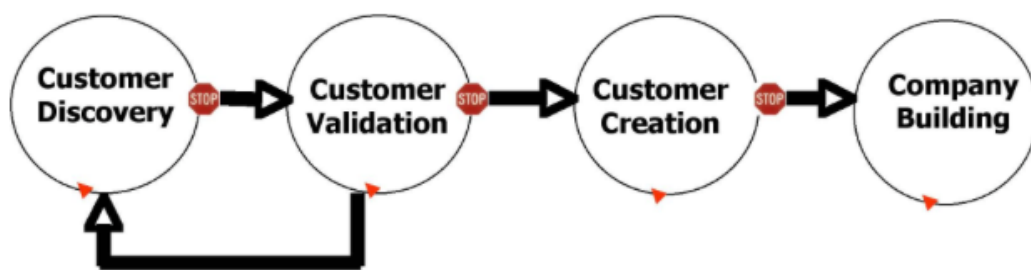 Customer
Discovery
STOP
Customer
Validation
STOP
Customer
Creation
STOP
Company
Building